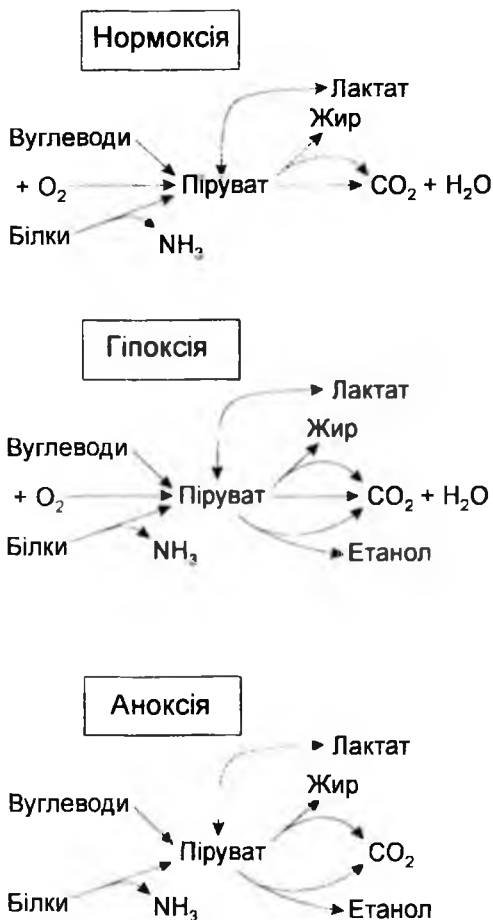 Нормоксія
Лактат
Жир
Вуглеводи
+ O₂ Піруват CO₂ + H₂O
Білки
NH₃
Гіпоксія
Лактат
Жир
Вуглеводи
+ O₂ Піруват CO₂ + H₂O
Білки
NH₃ Етанол
Аноксія
Лактат
Жир
Вуглеводи
Піруват CO₂
Білки
NH₃ Етанол